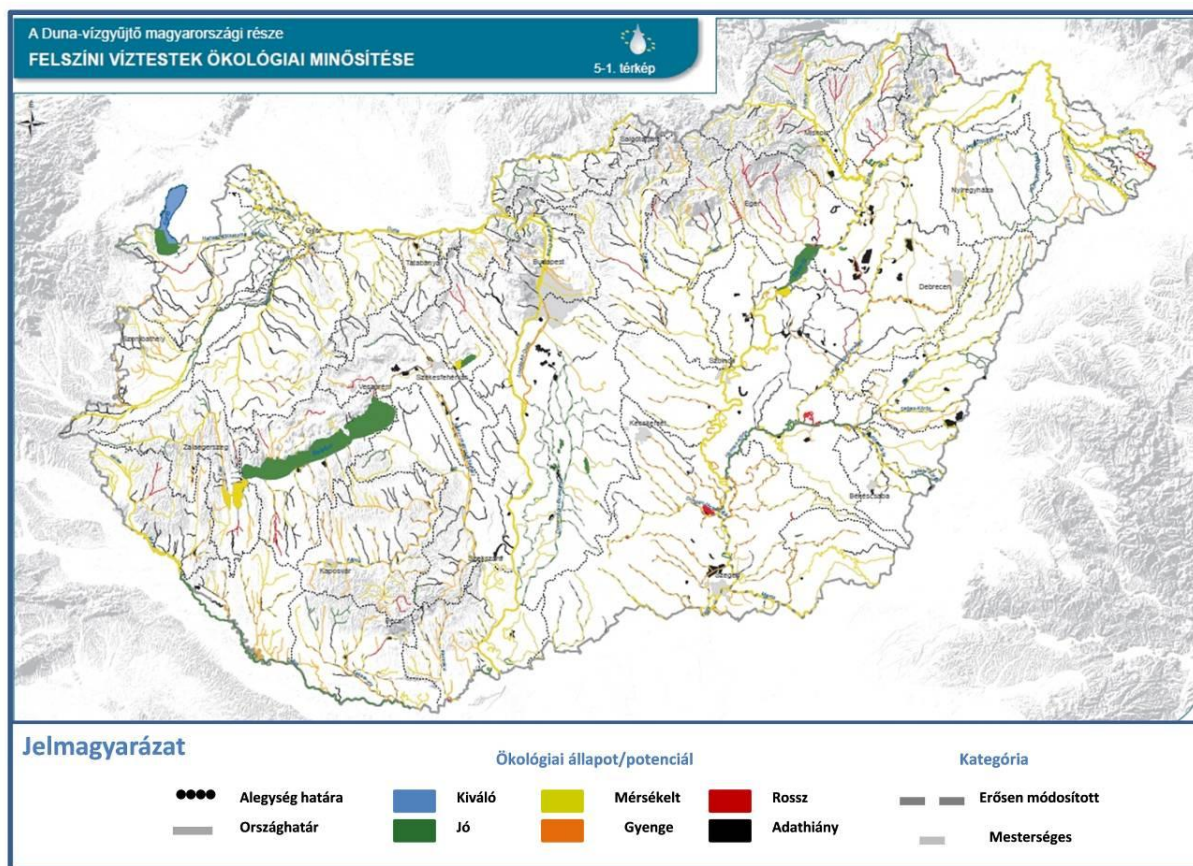 A Duna-vízgyűjtő magyarországi része
FELSZÍNI VÍZTESTEK ÖKOLÓGIAI MINŐSÍTÉSE
5-1. térkép
Miskolc
Nyíregyháza
Eger
Győr
Tatabánya
Budapest
Debrecen
Szombathely
Székesfehérvár
Veszprém
Szolnok
Kecskemét
Zalaegerszeg
Békéscsaba
Kaposvár
Szekszárd
Szeged
Pécs
Jelmagyarázat
Ökológiai állapot/potenciál
Kategória
Alegység határa
Kiváló
Mérsékelt
Rossz
Erősen módosított
Országhatár
Jó
Gyenge
Adathiány
Mesterséges